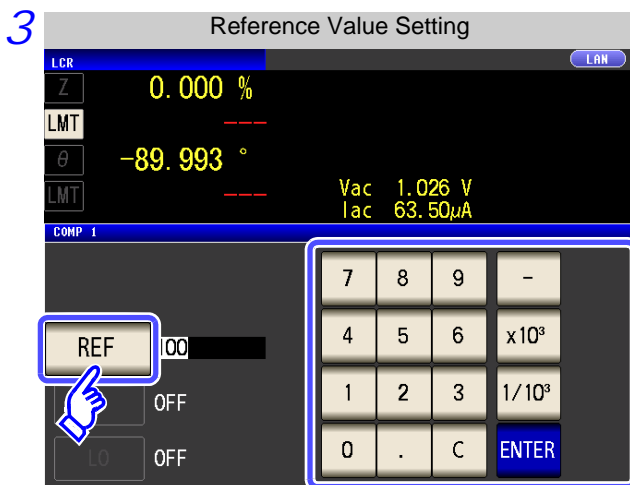 3 Reference Value Setting
LCR LAN
Z 0.000 %
LMT ---
θ -89.993 °
LMT ---
Vac 1.026 V
Iac 63.50μA
COMP 1
7 8 9 -
REF 100 4 5 6 x10³
OFF 1 2 3 1/10³
LO OFF 0 . C ENTER